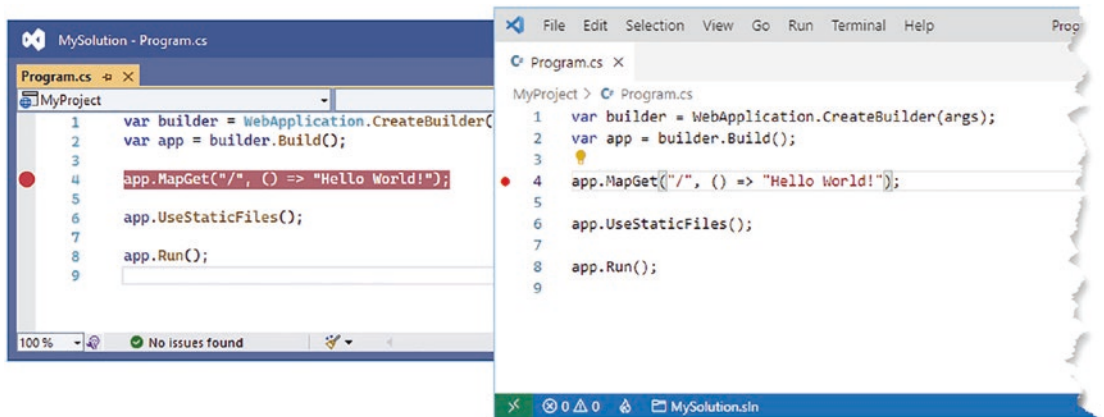 MySolution - Program.cs
Program.cs
MyProject
1 var builder = WebApplication.CreateBuilder(
2 var app = builder.Build();
3
4 app.MapGet("/", () => "Hello World!");
5
6 app.UseStaticFiles();
7
8 app.Run();
9
100 % No issues found
File Edit Selection View Go Run Terminal Help Prog
C# Program.cs
MyProject > C# Program.cs
1 var builder = WebApplication.CreateBuilder(args);
2 var app = builder.Build();
3
4 app.MapGet("/", () => "Hello World!");
5
6 app.UseStaticFiles();
7
8 app.Run();
9
0 0 MySolution.sln